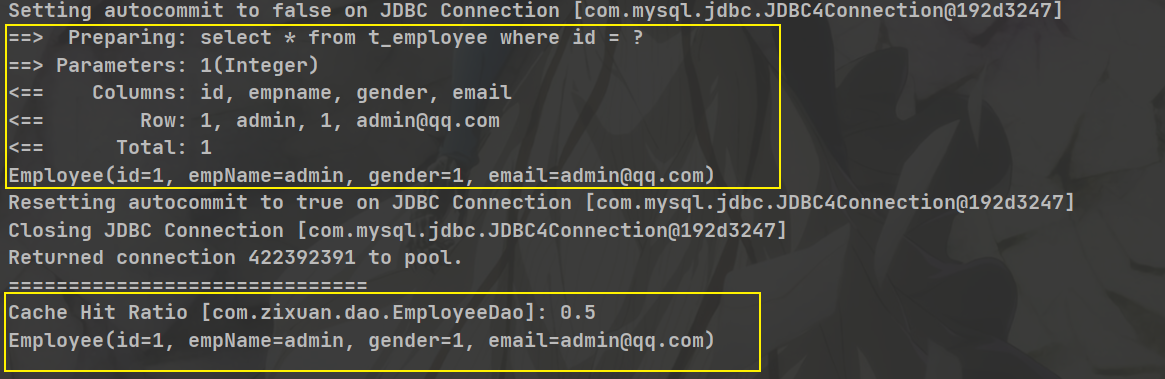 Setting autocommit to false on JDBC Connection [com.mysql.jdbc.JDBC4Connection@192d3247]
==>  Preparing: select * from t_employee where id = ?
==> Parameters: 1(Integer)
<==    Columns: id, empname, gender, email
<==        Row: 1, admin, 1, admin@qq.com
<==      Total: 1
Employee(id=1, empName=admin, gender=1, email=admin@qq.com)
Resetting autocommit to true on JDBC Connection [com.mysql.jdbc.JDBC4Connection@192d3247]
Closing JDBC Connection [com.mysql.jdbc.JDBC4Connection@192d3247]
Returned connection 422392391 to pool.
==============================
Cache Hit Ratio [com.zixuan.dao.EmployeeDao]: 0.5
Employee(id=1, empName=admin, gender=1, email=admin@qq.com)